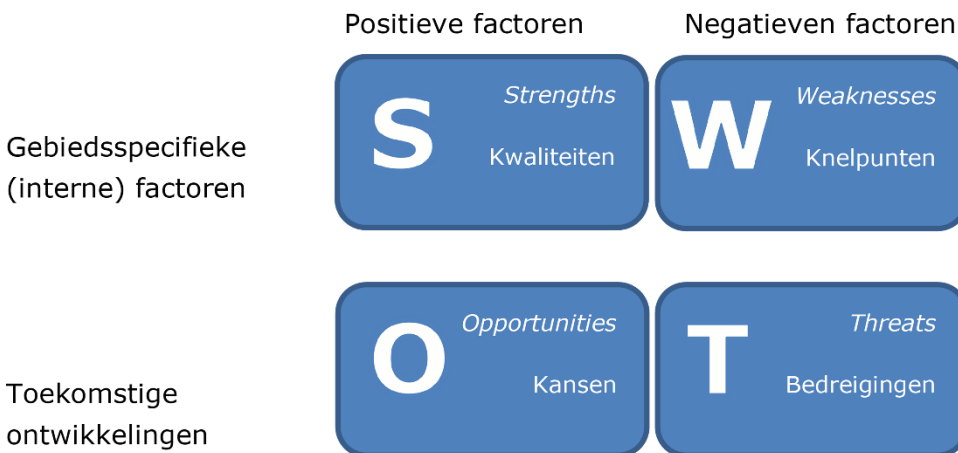 Positieve factoren
Negatieven factoren
Gebiedsspecifieke
(interne) factoren
S
Strengths
Kwaliteiten
W
Weaknesses
Knelpunten
Toekomstige
ontwikkelingen
O
Opportunities
Kansen
T
Threats
Bedreigingen